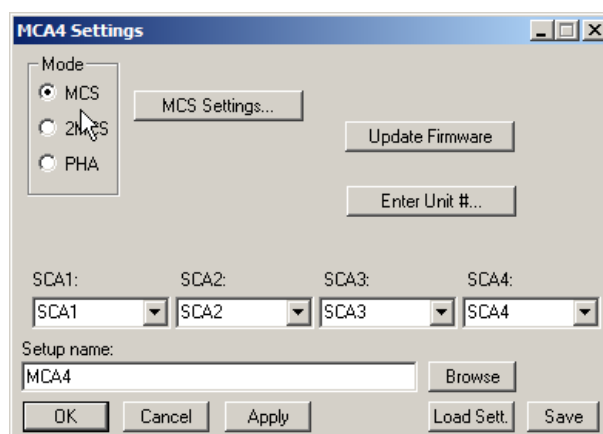 MCA4 Settings
Mode
MCS
MCS Settings...
2MCS
Update Firmware
PHA
Enter Unit #...
SCA1: SCA2: SCA3: SCA4:
SCA1 SCA2 SCA3 SCA4
Setup name:
MCA4 Browse
OK Cancel Apply Load Sett. Save